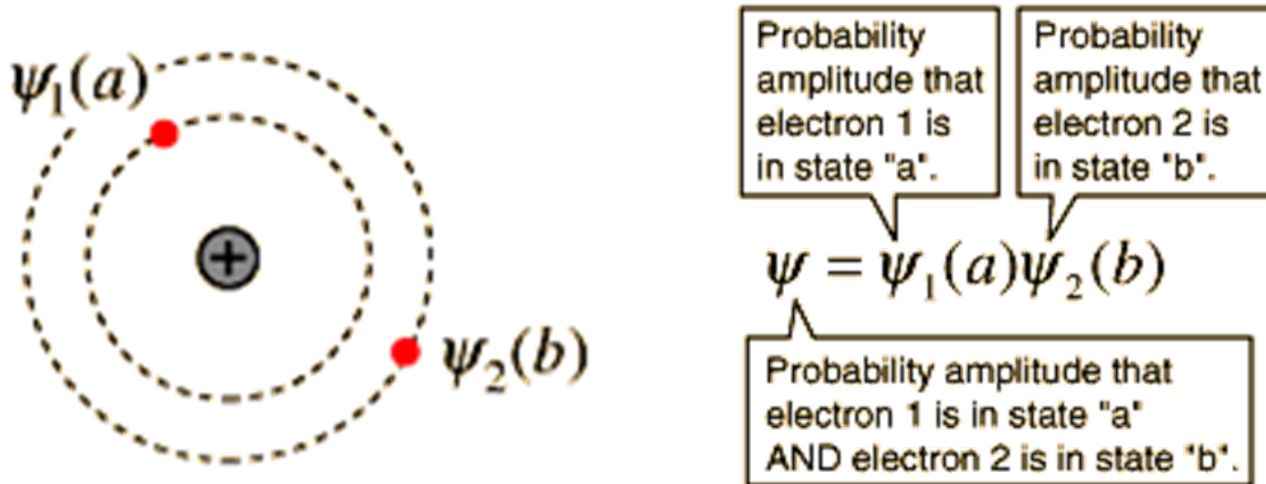 ψ₁(a)
+
ψ₂(b)
Probability
amplitude that
electron 1 is
in state "a".
Probability
amplitude that
electron 2 is
in state "b".
ψ = ψ₁(a)ψ₂(b)
Probability amplitude that
electron 1 is in state "a"
AND electron 2 is in state "b".